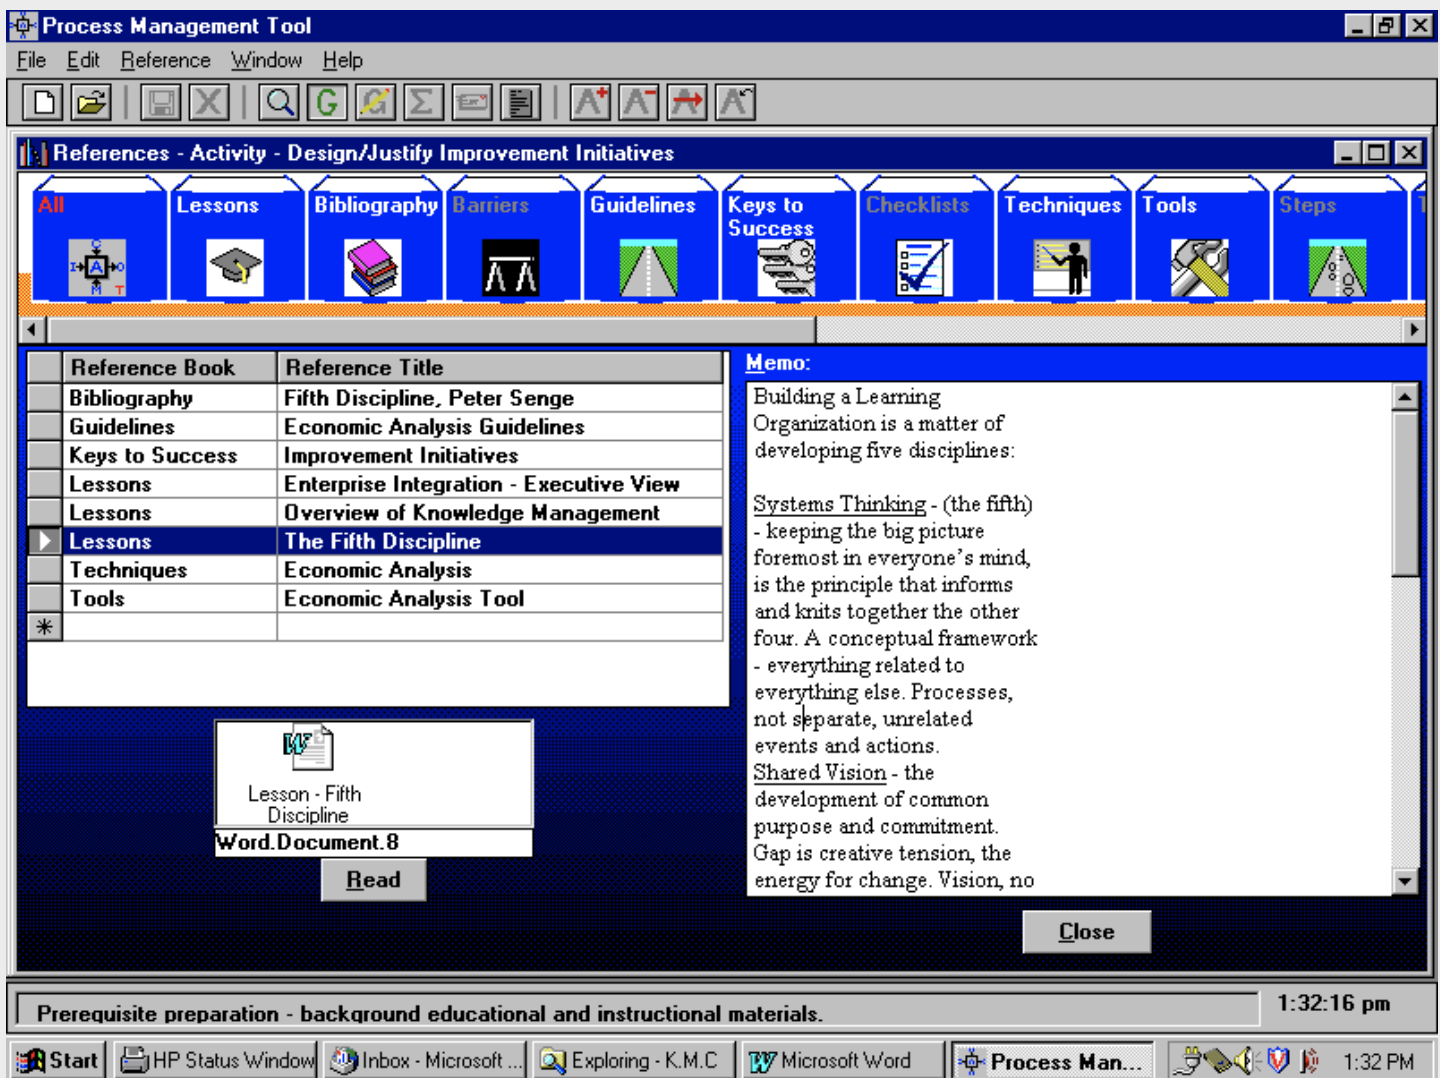 Process Management Tool
File Edit Reference Window Help
G G Σ A+ A- A A
References - Activity - Design/Justify Improvement Initiatives
All Lessons Bibliography Barriers Guidelines Keys to Success Checklists Techniques Tools Steps
C
I A O
M T
Reference Book Reference Title
Bibliography Fifth Discipline, Peter Senge
Guidelines Economic Analysis Guidelines
Keys to Success Improvement Initiatives
Lessons Enterprise Integration - Executive View
Lessons Overview of Knowledge Management
Lessons The Fifth Discipline
Techniques Economic Analysis
Tools Economic Analysis Tool
*
W
Lesson - Fifth
Discipline
Word.Document.8
Read
Memo:
Building a Learning
Organization is a matter of
developing five disciplines:
Systems Thinking - (the fifth)
- keeping the big picture
foremost in everyone's mind,
is the principle that informs
and knits together the other
four. A conceptual framework
- everything related to
everything else. Processes,
not separate, unrelated
events and actions.
Shared Vision - the
development of common
purpose and commitment.
Gap is creative tension, the
energy for change. Vision, no
Close
Prerequisite preparation - background educational and instructional materials.
1:32:16 pm
Start HP Status Window Inbox - Microsoft ... Exploring - K.M.C Microsoft Word Process Man... 1:32 PM